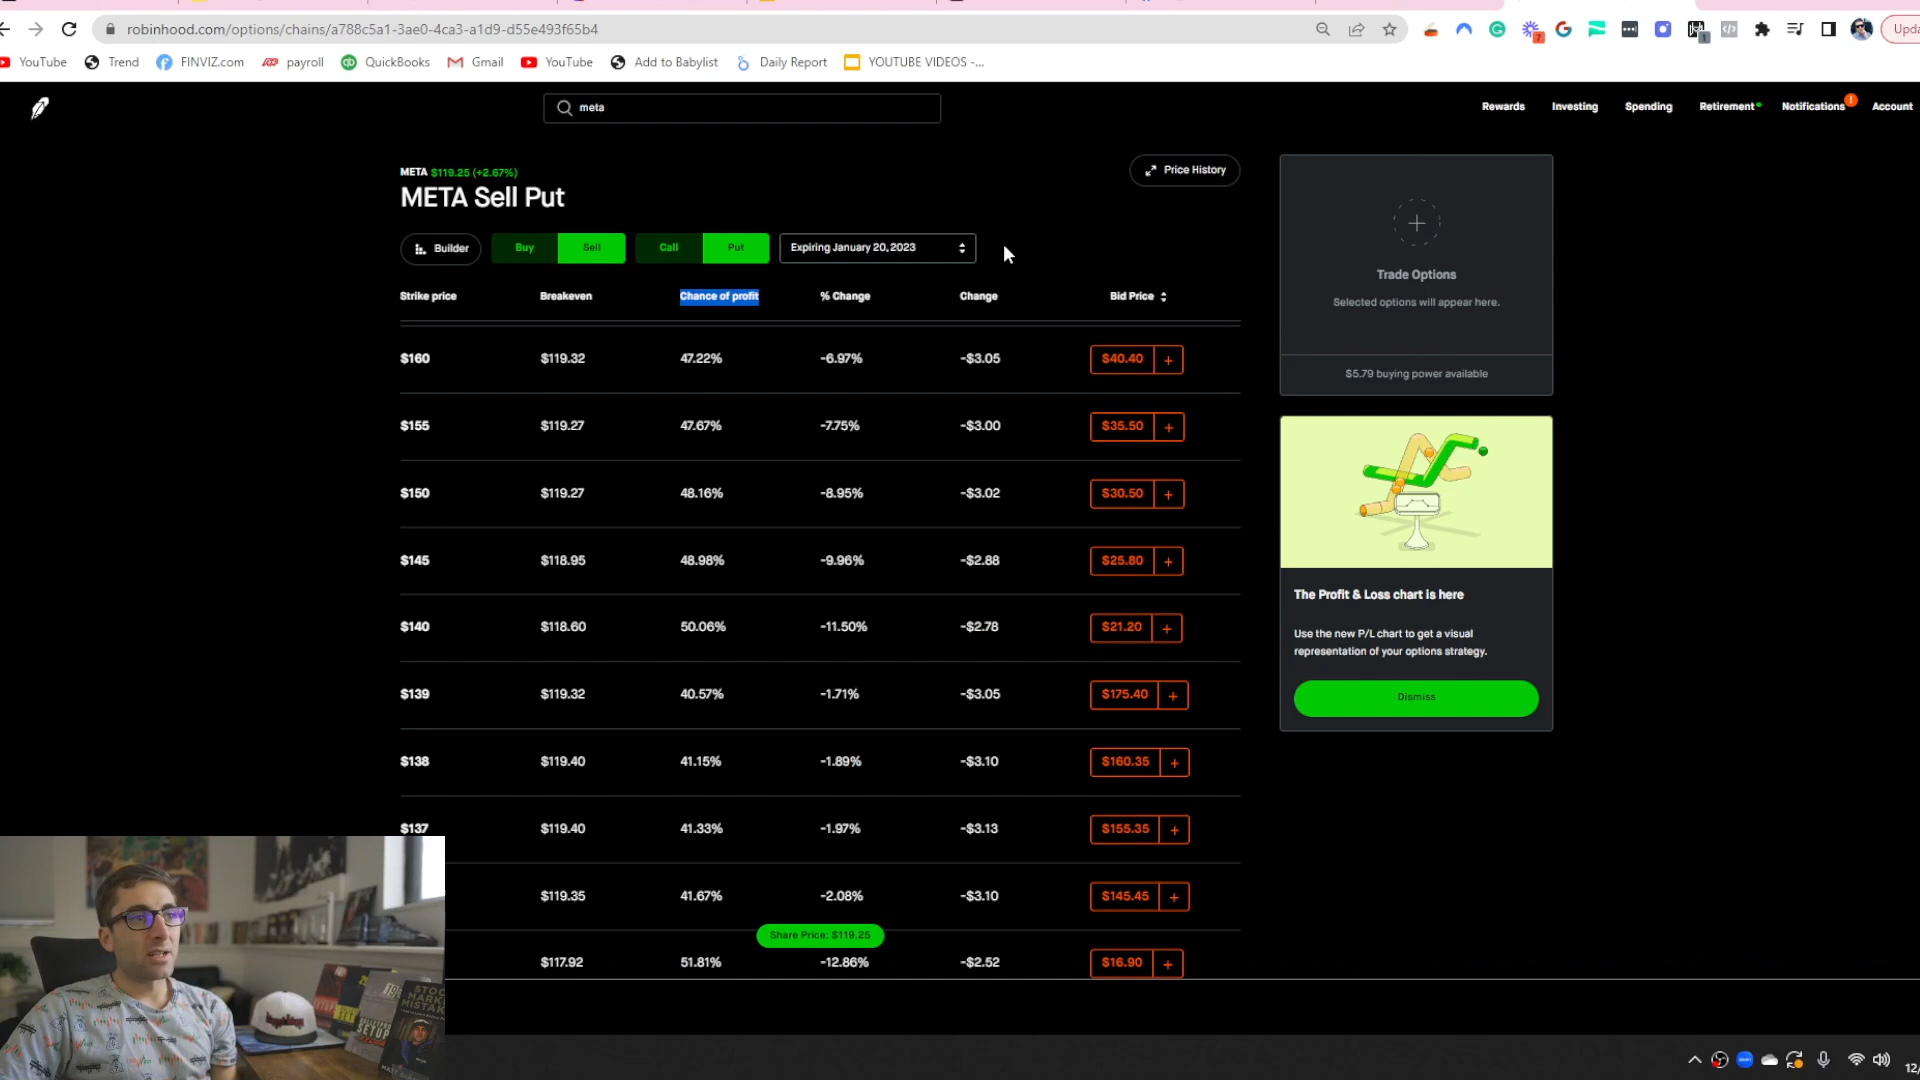 robinhood.com/options/chains/a788c5a1-3ae0-4ca3-a1d9-d55e493f65b4
7
1
YouTube Trend FINVIZ.com payroll QuickBooks Gmail YouTube Add to Babylist Daily Report YOUTUBE VIDEOS -...
meta
Rewards Investing Spending Retirement Notifications ! Account
META $119.25 (+2.67%)
META Sell Put
Price History
Builder Buy Sell Call Put Expiring January 20, 2023
Strike price Breakeven Chance of profit % Change Change Bid Price
$160 $119.32 47.22% -6.97% -$3.05 $40.40 +
$155 $119.27 47.67% -7.75% -$3.00 $35.50 +
$150 $119.27 48.16% -8.95% -$3.02 $30.50 +
$145 $118.95 48.98% -9.96% -$2.88 $25.80 +
$140 $118.60 50.06% -11.50% -$2.78 $21.20 +
$139 $119.32 40.57% -1.71% -$3.05 $175.40 +
$138 $119.40 41.15% -1.89% -$3.10 $160.35 +
$137 $119.40 41.33% -1.97% -$3.13 $155.35 +
$119.35 41.67% -2.08% -$3.10 $145.45 +
Share Price: $119.25
$117.92 51.81% -12.86% -$2.52 $16.90 +
Trade Options
Selected options will appear here.
$5.79 buying power available
The Profit & Loss chart is here
Use the new P/L chart to get a visual
representation of your options strategy.
Dismiss
STOCK
MARKET
MISTAKE
SETUP
12/